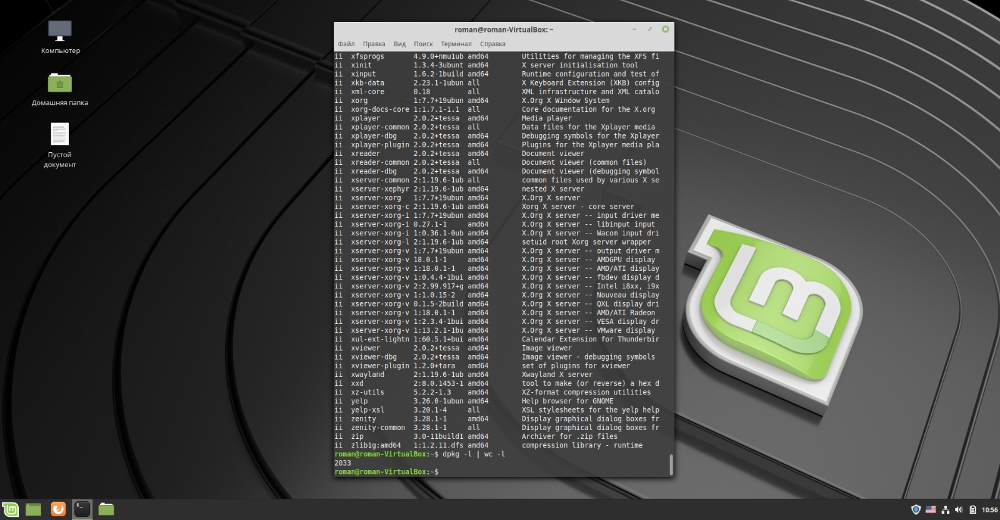 Компьютер
Домашняя папка
Пустой
документ
roman@roman-VirtualBox: ~
Файл Правка Вид Поиск Терминал Справка
ii  xfsprogs       4.9.0+nmu1ub amd64        Utilities for managing the XFS fi
ii  xinit          1.3.4-3ubunt amd64        X server initialisation tool
ii  xinput         1.6.2-1build amd64        Runtime configuration and test of
ii  xkb-data       2.23.1-1ubun all          X Keyboard Extension (XKB) config
ii  xml-core       0.18         all          XML infrastructure and XML catalo
ii  xorg           1:7.7+19ubun amd64        X.Org X Window System
ii  xorg-docs-core 1:1.7.1-1.1  all          Core documentation for the X.org
ii  xplayer        2.0.2+tessa  amd64        Media player
ii  xplayer-common 2.0.2+tessa  all          Data files for the Xplayer media
ii  xplayer-dbg    2.0.2+tessa  amd64        Debugging symbols for the Xplayer
ii  xplayer-plugin 2.0.2+tessa  amd64        Plugins for the Xplayer media pla
ii  xreader        2.0.2+tessa  amd64        Document viewer
ii  xreader-common 2.0.2+tessa  all          Document viewer (common files)
ii  xreader-dbg    2.0.2+tessa  amd64        Document viewer (debugging symbol
ii  xserver-common 2:1.19.6-1ub all          common files used by various X se
ii  xserver-xephyr 2:1.19.6-1ub amd64        nested X server
ii  xserver-xorg   1:7.7+19ubun amd64        X.Org X server
ii  xserver-xorg-c 2:1.19.6-1ub amd64        Xorg X server - core server
ii  xserver-xorg-i 1:7.7+19ubun amd64        X.Org X server -- input driver me
ii  xserver-xorg-i 0.27.1-1     amd64        X.Org X server -- libinput input
ii  xserver-xorg-i 1:0.36.1-0ub amd64        X.Org X server -- Wacom input dri
ii  xserver-xorg-l 2:1.19.6-1ub amd64        setuid root Xorg server wrapper
ii  xserver-xorg-v 1:7.7+19ubun amd64        X.Org X server -- output driver m
ii  xserver-xorg-v 18.0.1-1     amd64        X.Org X server -- AMDGPU display
ii  xserver-xorg-v 1:18.0.1-1   amd64        X.Org X server -- AMD/ATI display
ii  xserver-xorg-v 1:0.4.4-1bui amd64        X.Org X server -- fbdev display d
ii  xserver-xorg-v 2:2.99.917+g amd64        X.Org X server -- Intel i8xx, i9x
ii  xserver-xorg-v 1:1.0.15-2   amd64        X.Org X server -- Nouveau display
ii  xserver-xorg-v 0.1.5-2build amd64        X.Org X server -- QXL display dri
ii  xserver-xorg-v 1:18.0.1-1   amd64        X.Org X server -- AMD/ATI Radeon
ii  xserver-xorg-v 1:2.3.4-1bui amd64        X.Org X server -- VESA display dr
ii  xserver-xorg-v 1:13.2.1-1bu amd64        X.Org X server -- VMware display
ii  xul-ext-lightn 1:60.5.1+bui amd64        Calendar Extension for Thunderbir
ii  xviewer        2.0.2+tessa  amd64        Image viewer
ii  xviewer-dbg    2.0.2+tessa  amd64        Image viewer - debugging symbols
ii  xviewer-plugin 1.2.0+tara   amd64        set of plugins for xviewer
ii  xwayland       2:1.19.6-1ub amd64        Xwayland X server
ii  xxd            2:8.0.1453-1 amd64        tool to make (or reverse) a hex d
ii  xz-utils       5.2.2-1.3    amd64        XZ-format compression utilities
ii  yelp           3.26.0-1ubun amd64        Help browser for GNOME
ii  yelp-xsl       3.20.1-4     all          XSL stylesheets for the yelp help
ii  zenity         3.28.1-1     amd64        Display graphical dialog boxes fr
ii  zenity-common  3.28.1-1     all          Display graphical dialog boxes fr
ii  zip            3.0-11build1 amd64        Archiver for .zip files
ii  zlib1g:amd64   1:1.2.11.dfs amd64        compression library - runtime
roman@roman-VirtualBox:~$ dpkg -l | wc -l
2033
roman@roman-VirtualBox:~$
10:56